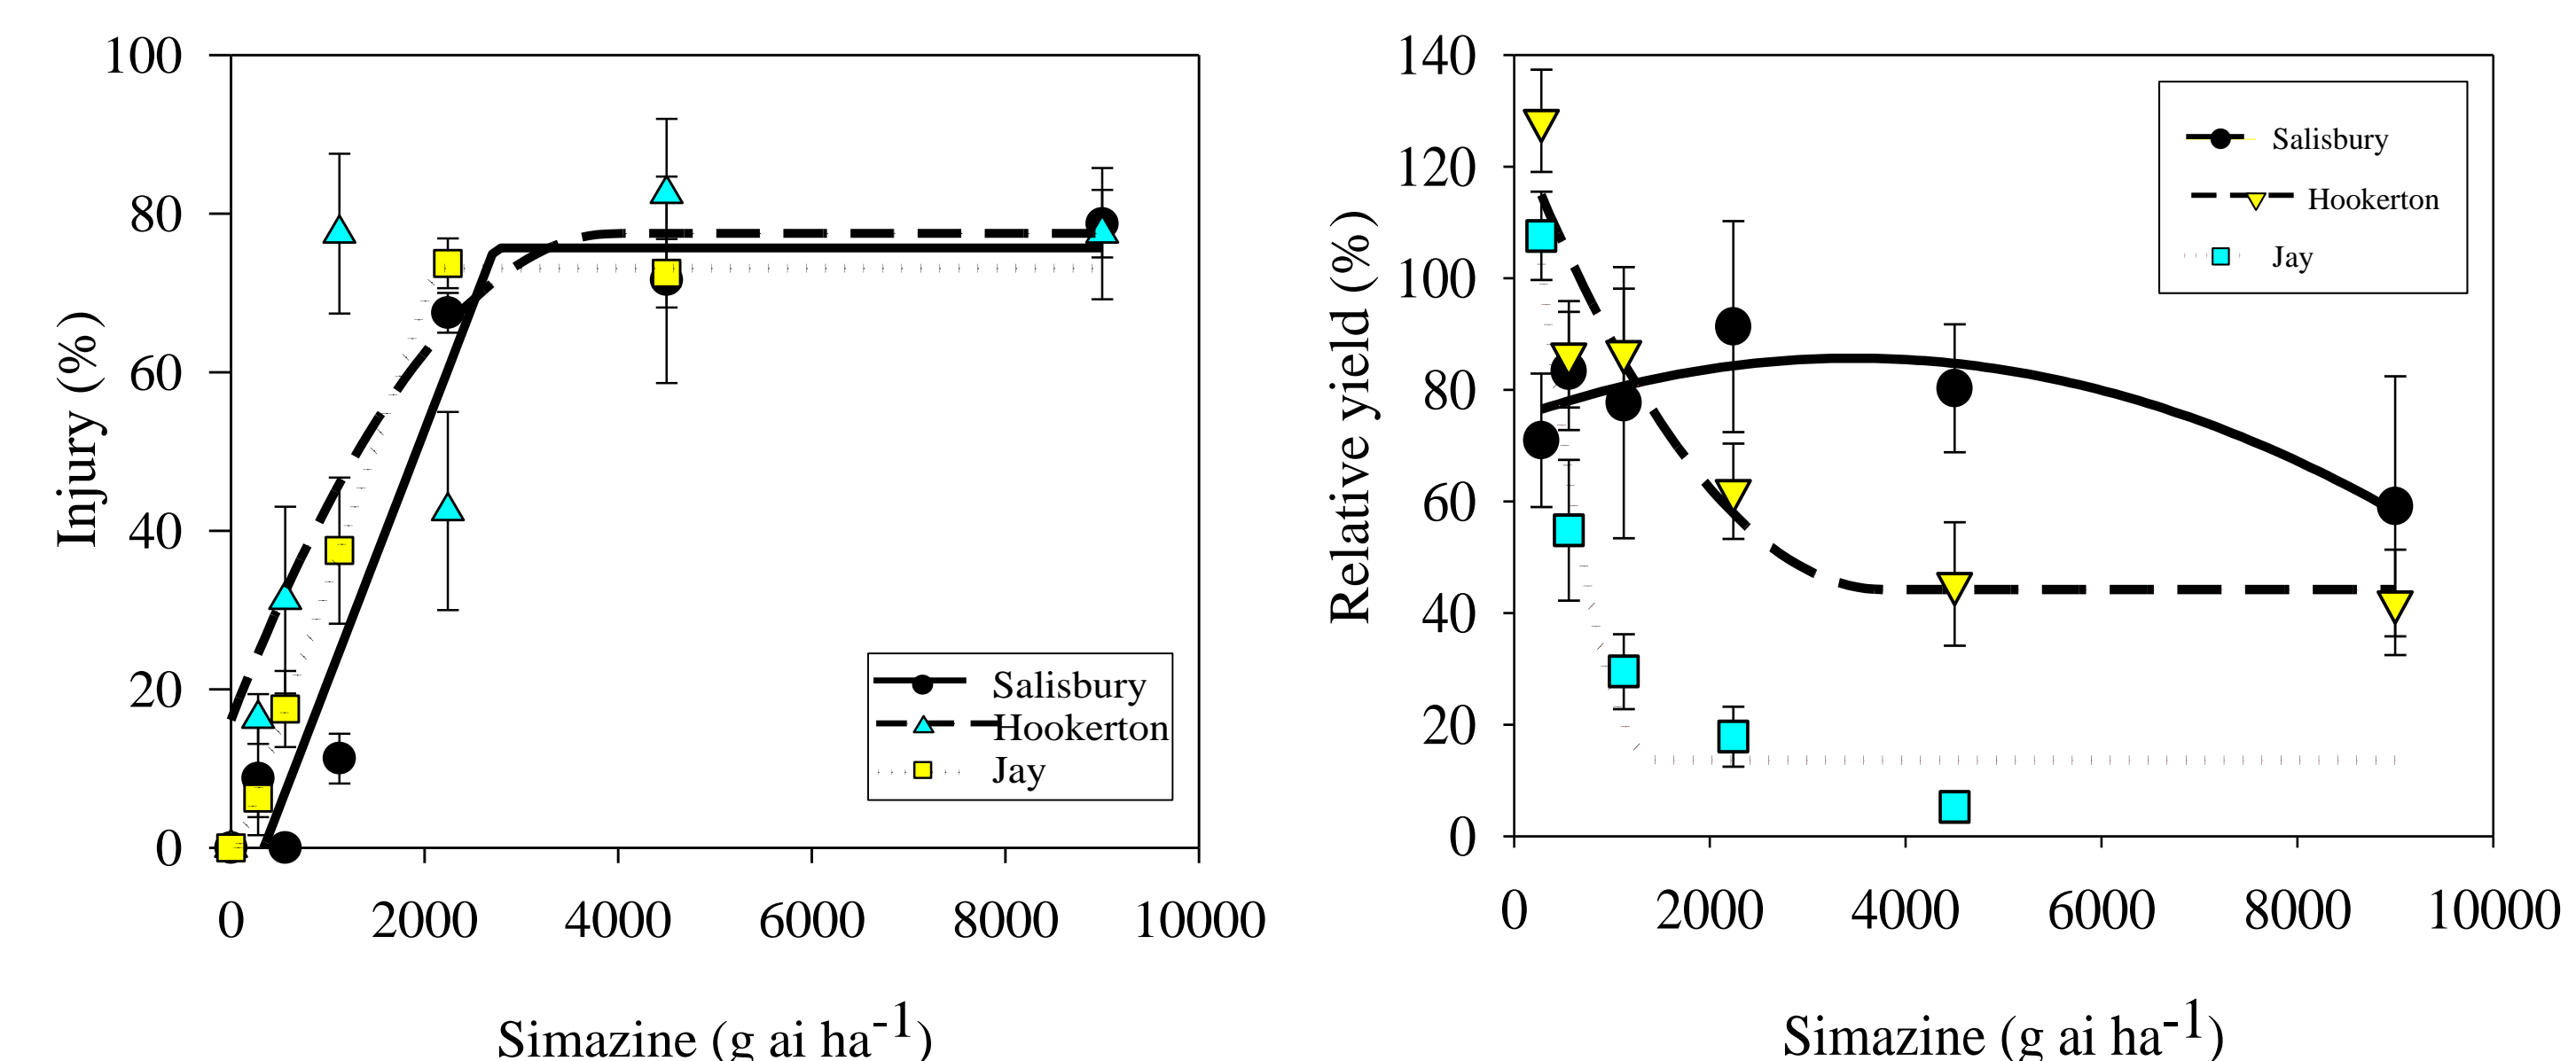 100
80
60
40
20
0
Injury (%)
Salisbury
Hookerton
Jay
0 2000 4000 6000 8000 10000
Simazine (g ai ha-1)
140
120
100
80
60
40
20
0
Relative yield (%)
Salisbury
Hookerton
Jay
0 2000 4000 6000 8000 10000
Simazine (g ai ha-1)